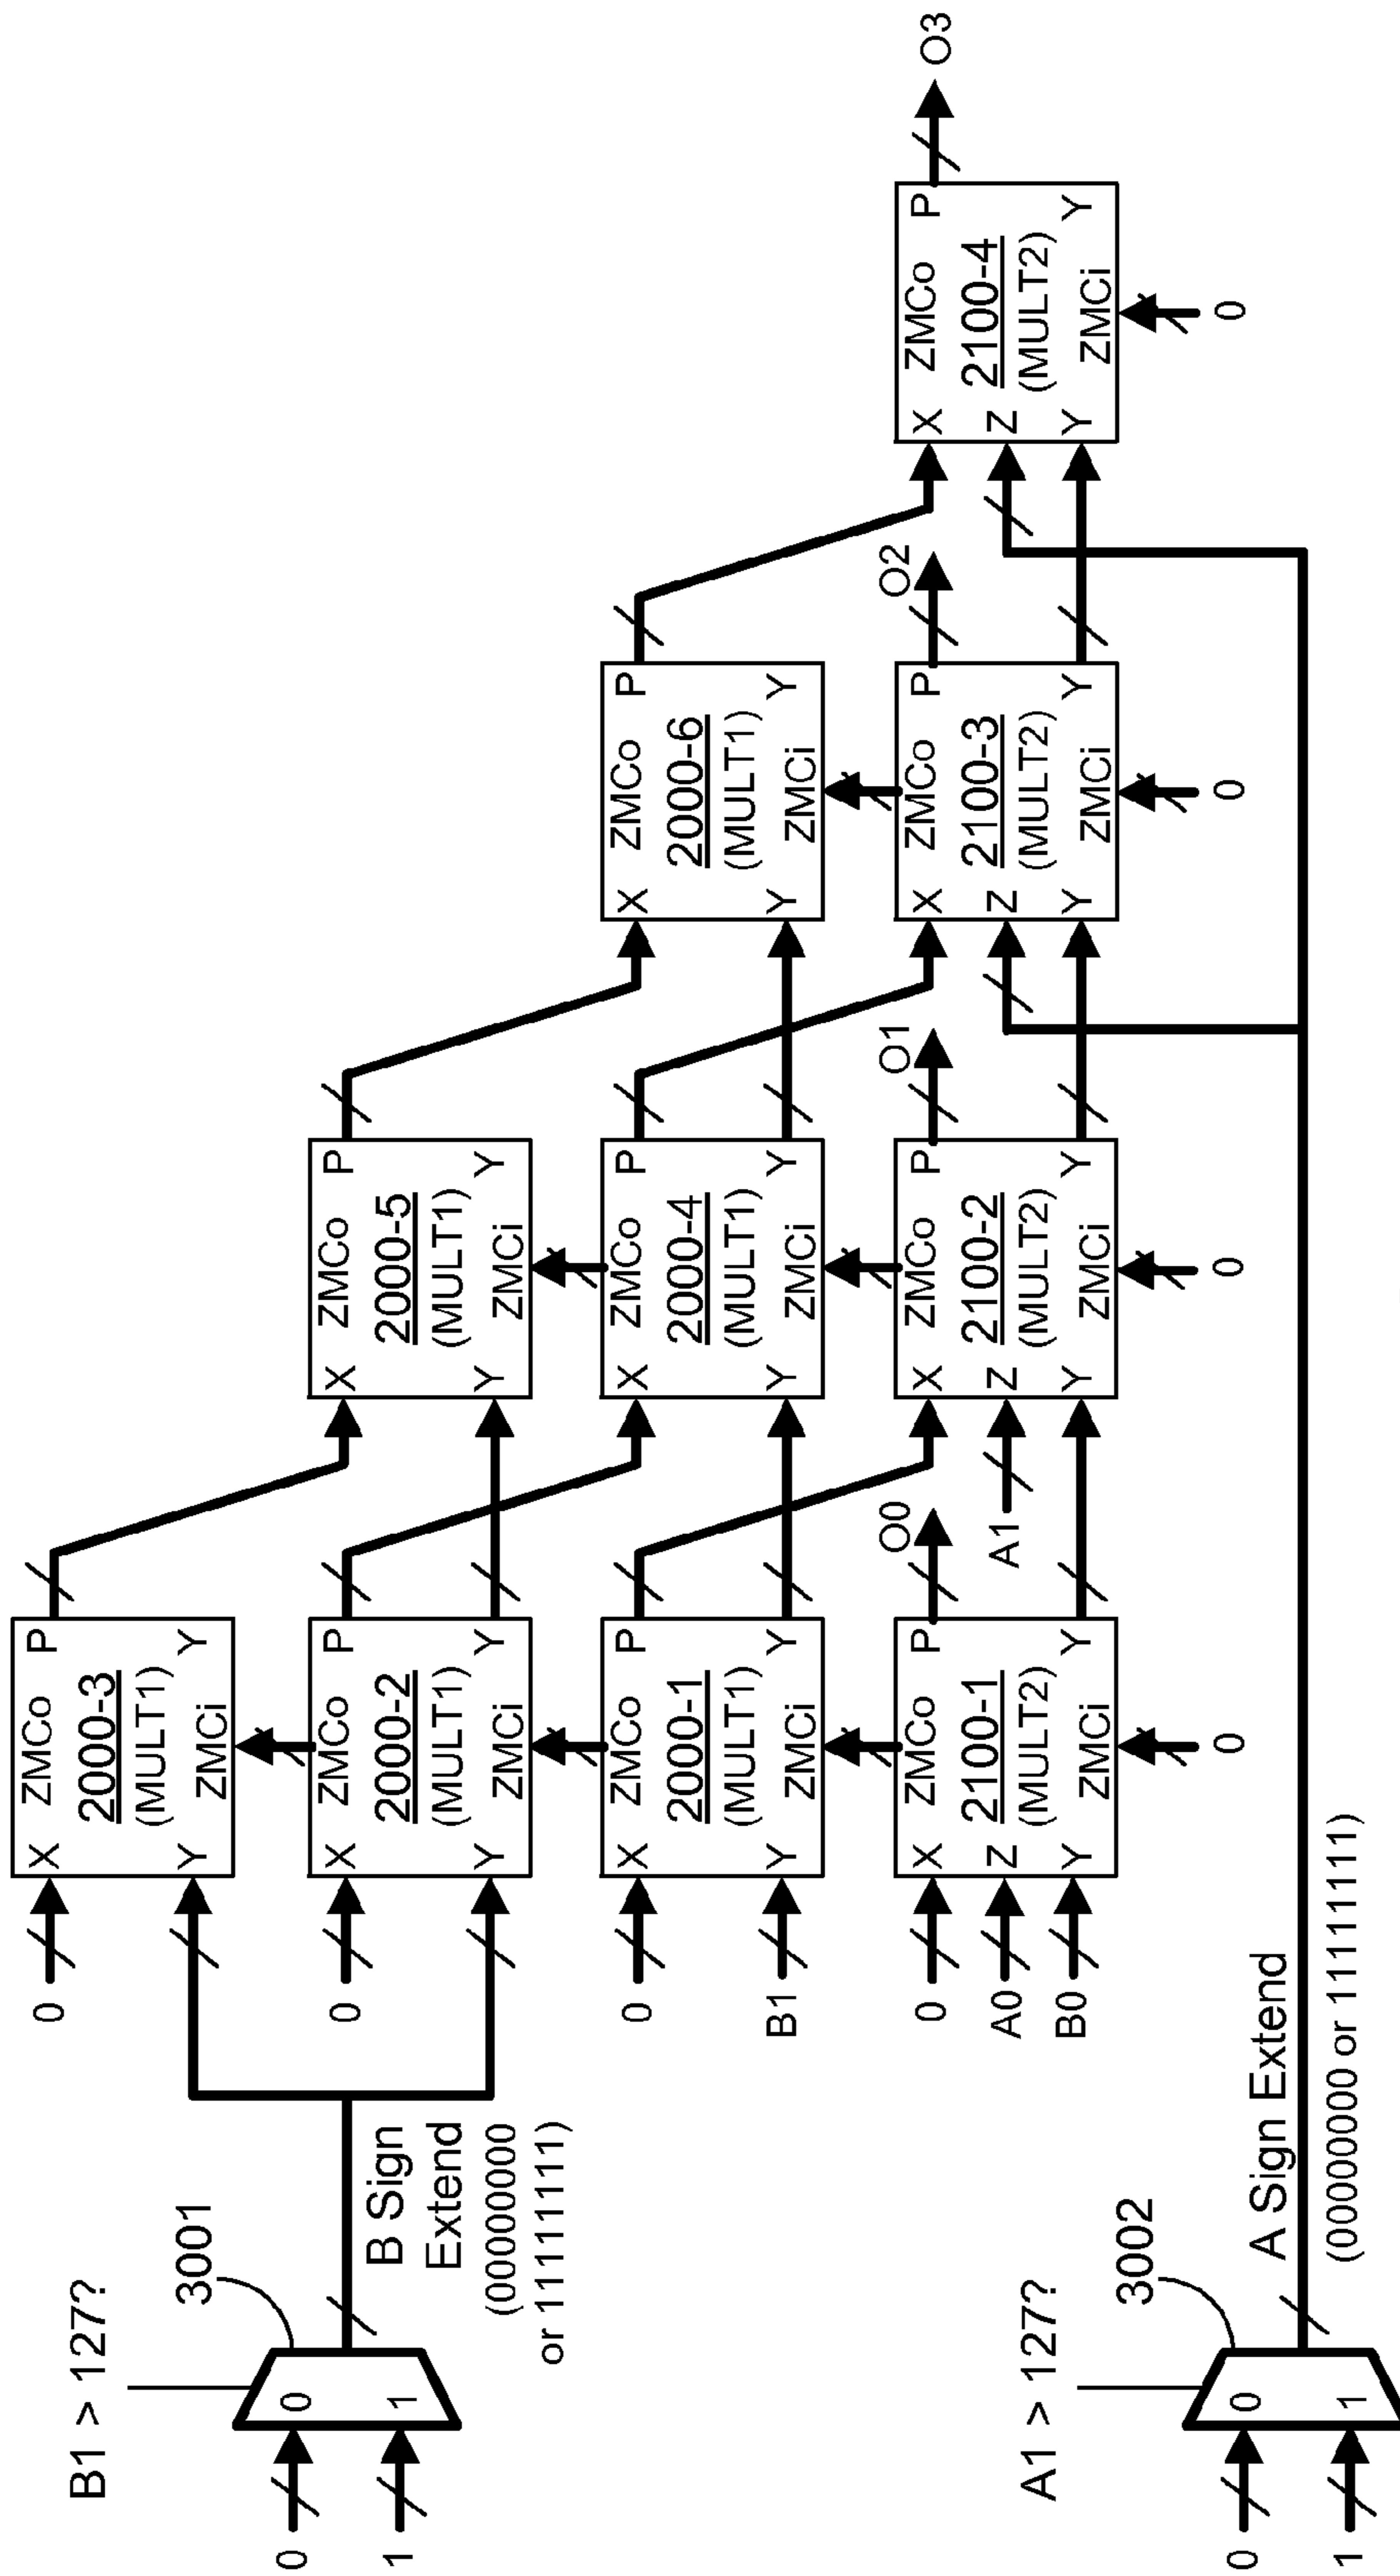 B1 > 127?
3001
0
1
0
1
B Sign
Extend
(00000000
or 11111111)
A1 > 127?
3002
0
1
0
1
A Sign Extend
(00000000 or 11111111)
0
X
ZMCo
P
2000-3
(MULT1)
Y
ZMCi
Y
0
X
ZMCo
P
2000-2
(MULT1)
Y
ZMCi
Y
0
X
ZMCo
P
2000-1
(MULT1)
B1
Y
ZMCi
Y
0
X
ZMCo
P
O0
A0
Z
2100-1
(MULT2)
B0
Y
ZMCi
Y
0
X
ZMCo
P
2000-5
(MULT1)
Y
ZMCi
Y
X
ZMCo
P
2000-4
(MULT1)
Y
ZMCi
Y
X
ZMCo
P
O1
A1
Z
2100-2
(MULT2)
Y
ZMCi
Y
0
X
ZMCo
P
2000-6
(MULT1)
Y
ZMCi
Y
X
ZMCo
P
O2
Z
2100-3
(MULT2)
Y
ZMCi
Y
0
X
ZMCo
P
O3
Z
2100-4
(MULT2)
Y
ZMCi
Y
0